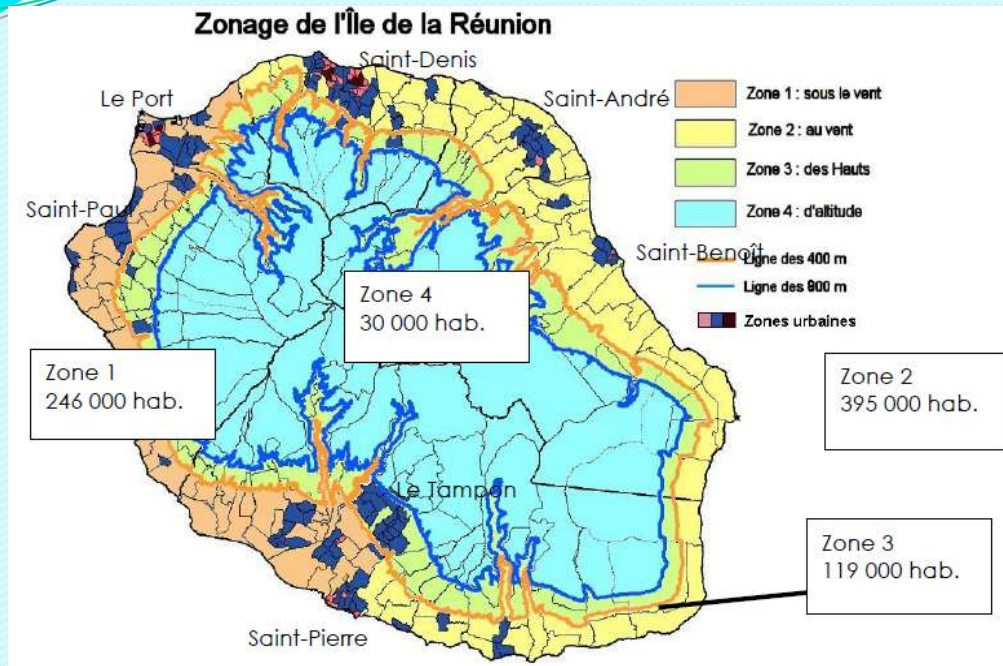 Zonage de l'Île de la Réunion
Saint-Denis
Le Port
Saint-André
Zone 1 : sous le vent
Zone 2 : au vent
Zone 3 : des Hauts
Zone 4 : d'altitude
Saint-Paul
Saint-Benoît
Ligne des 400 m
Ligne des 800 m
Zones urbaines
Zone 4
30 000 hab.
Zone 1
246 000 hab.
Zone 2
395 000 hab.
Le Tampon
Zone 3
119 000 hab.
Saint-Pierre